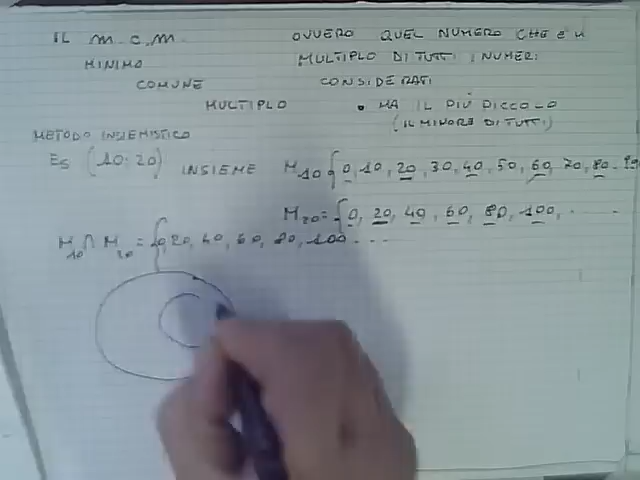 IL m.c.m. OVVERO QUEL NUMERO CHE È
MINIMO MULTIPLO DI TUTTI I NUMERI
COMUNE CONSIDERATI
MULTIPLO • MA IL PIÙ PICCOLO
(IL MINORE DI TUTTI)
METODO INSIEMISTICO
ES (10; 20) INSIEME M10 { 0, 10, 20, 30, 40, 50, 60, 70, 80
M20 = { 0, 20, 40, 60, 80, 100, ...
M10 ∩ M20 = { 0, 20, 40, 60, 80, 100 ...